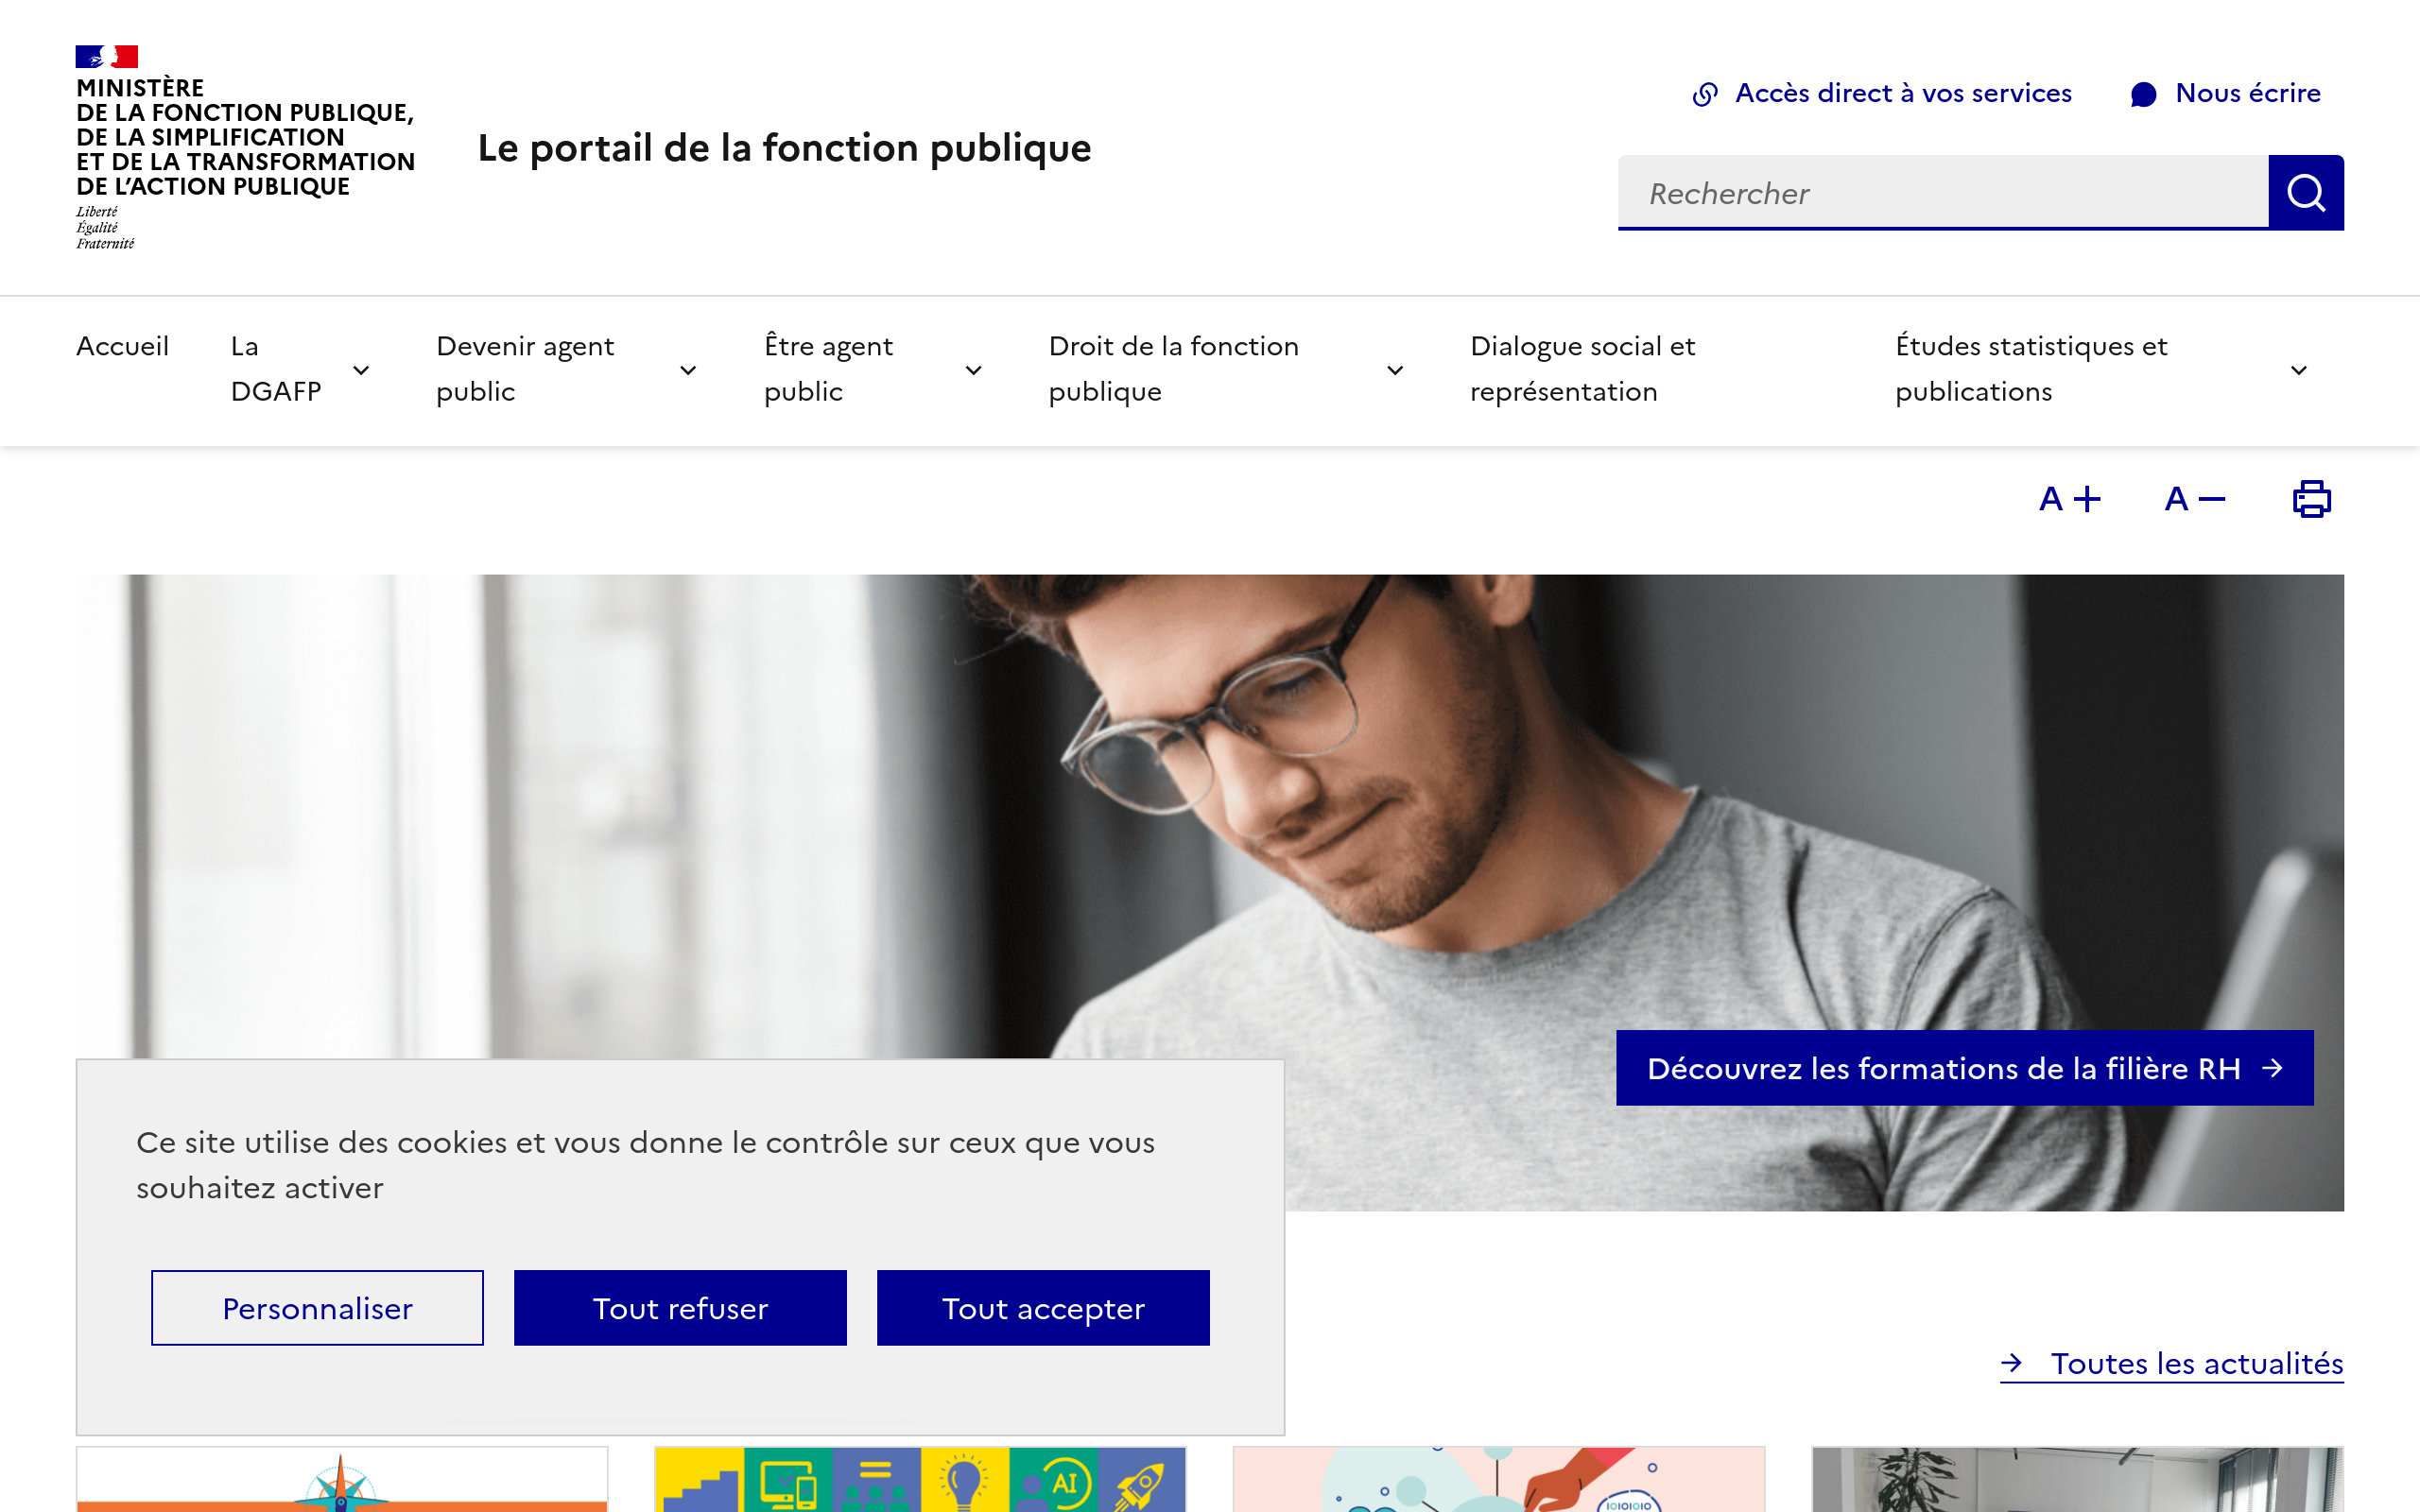 MINISTÈRE
DE LA FONCTION PUBLIQUE,
DE LA SIMPLIFICATION
ET DE LA TRANSFORMATION
DE L’ACTION PUBLIQUE
Liberté
Égalité
Fraternité
Le portail de la fonction publique
Accès direct à vos services
Nous écrire
Rechercher
Accueil
La
DGAFP
Devenir agent
public
Être agent
public
Droit de la fonction
publique
Dialogue social et
représentation
Études statistiques et
publications
A +
A −
Découvrez les formations de la filière RH
Ce site utilise des cookies et vous donne le contrôle sur ceux que vous
souhaitez activer
Personnaliser
Tout refuser
Tout accepter
Toutes les actualités
AI
1010101010